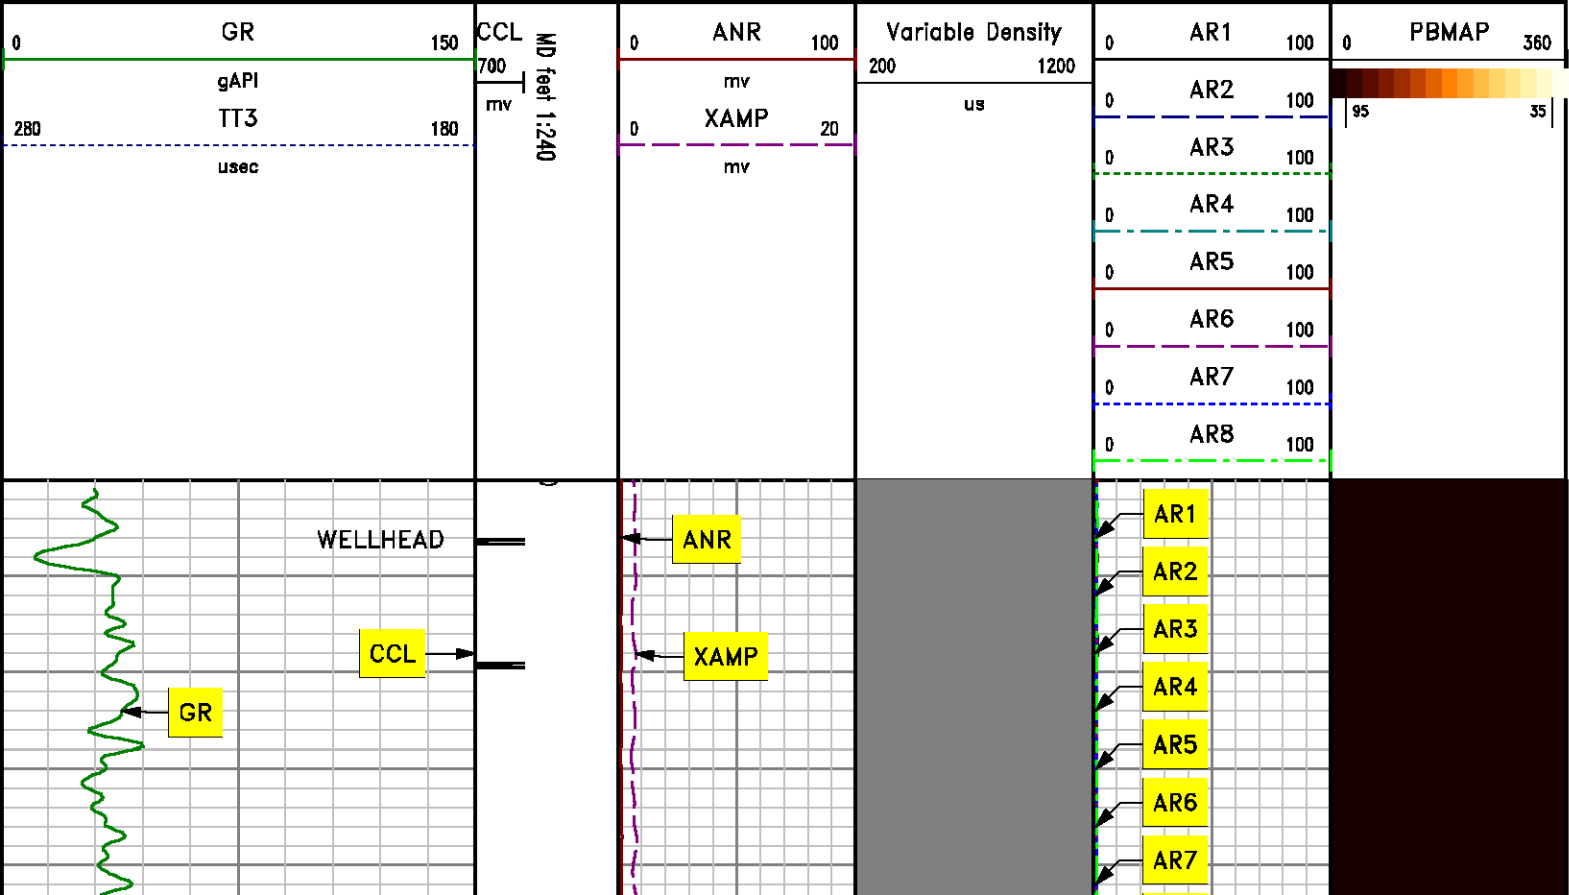 0 GR 150
gAPI
280 TT3 180
usec
CCL
700
mv
MD feet 1:240
0 ANR 100
mv
0 XAMP 20
mv
Variable Density
200 1200
us
0 AR1 100
0 AR2 100
0 AR3 100
0 AR4 100
0 AR5 100
0 AR6 100
0 AR7 100
0 AR8 100
0 PBMAP 360
95 35
WELLHEAD
CCL
GR
ANR
XAMP
AR1
AR2
AR3
AR4
AR5
AR6
AR7